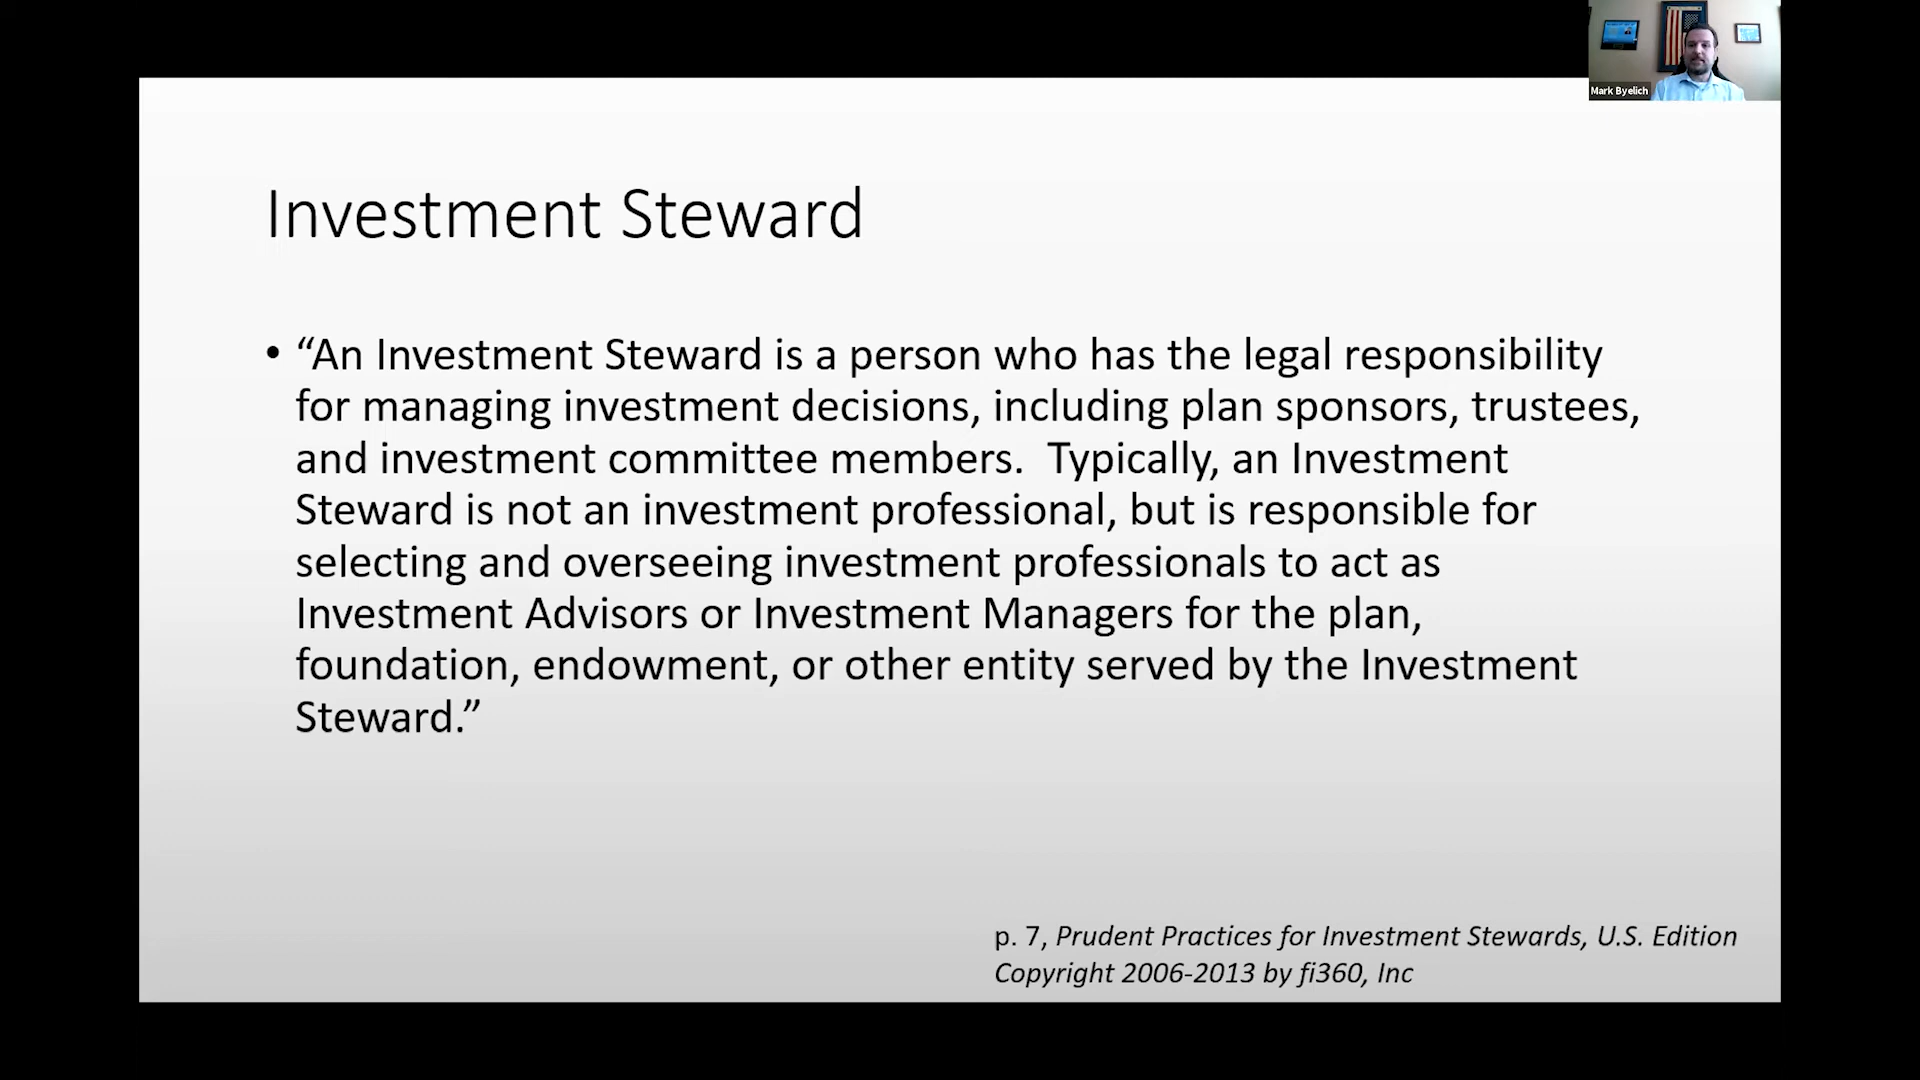 Mark Byelich
Investment Steward
• “An Investment Steward is a person who has the legal responsibility
for managing investment decisions, including plan sponsors, trustees,
and investment committee members.  Typically, an Investment
Steward is not an investment professional, but is responsible for
selecting and overseeing investment professionals to act as
Investment Advisors or Investment Managers for the plan,
foundation, endowment, or other entity served by the Investment
Steward.”
p. 7, Prudent Practices for Investment Stewards, U.S. Edition
Copyright 2006-2013 by fi360, Inc